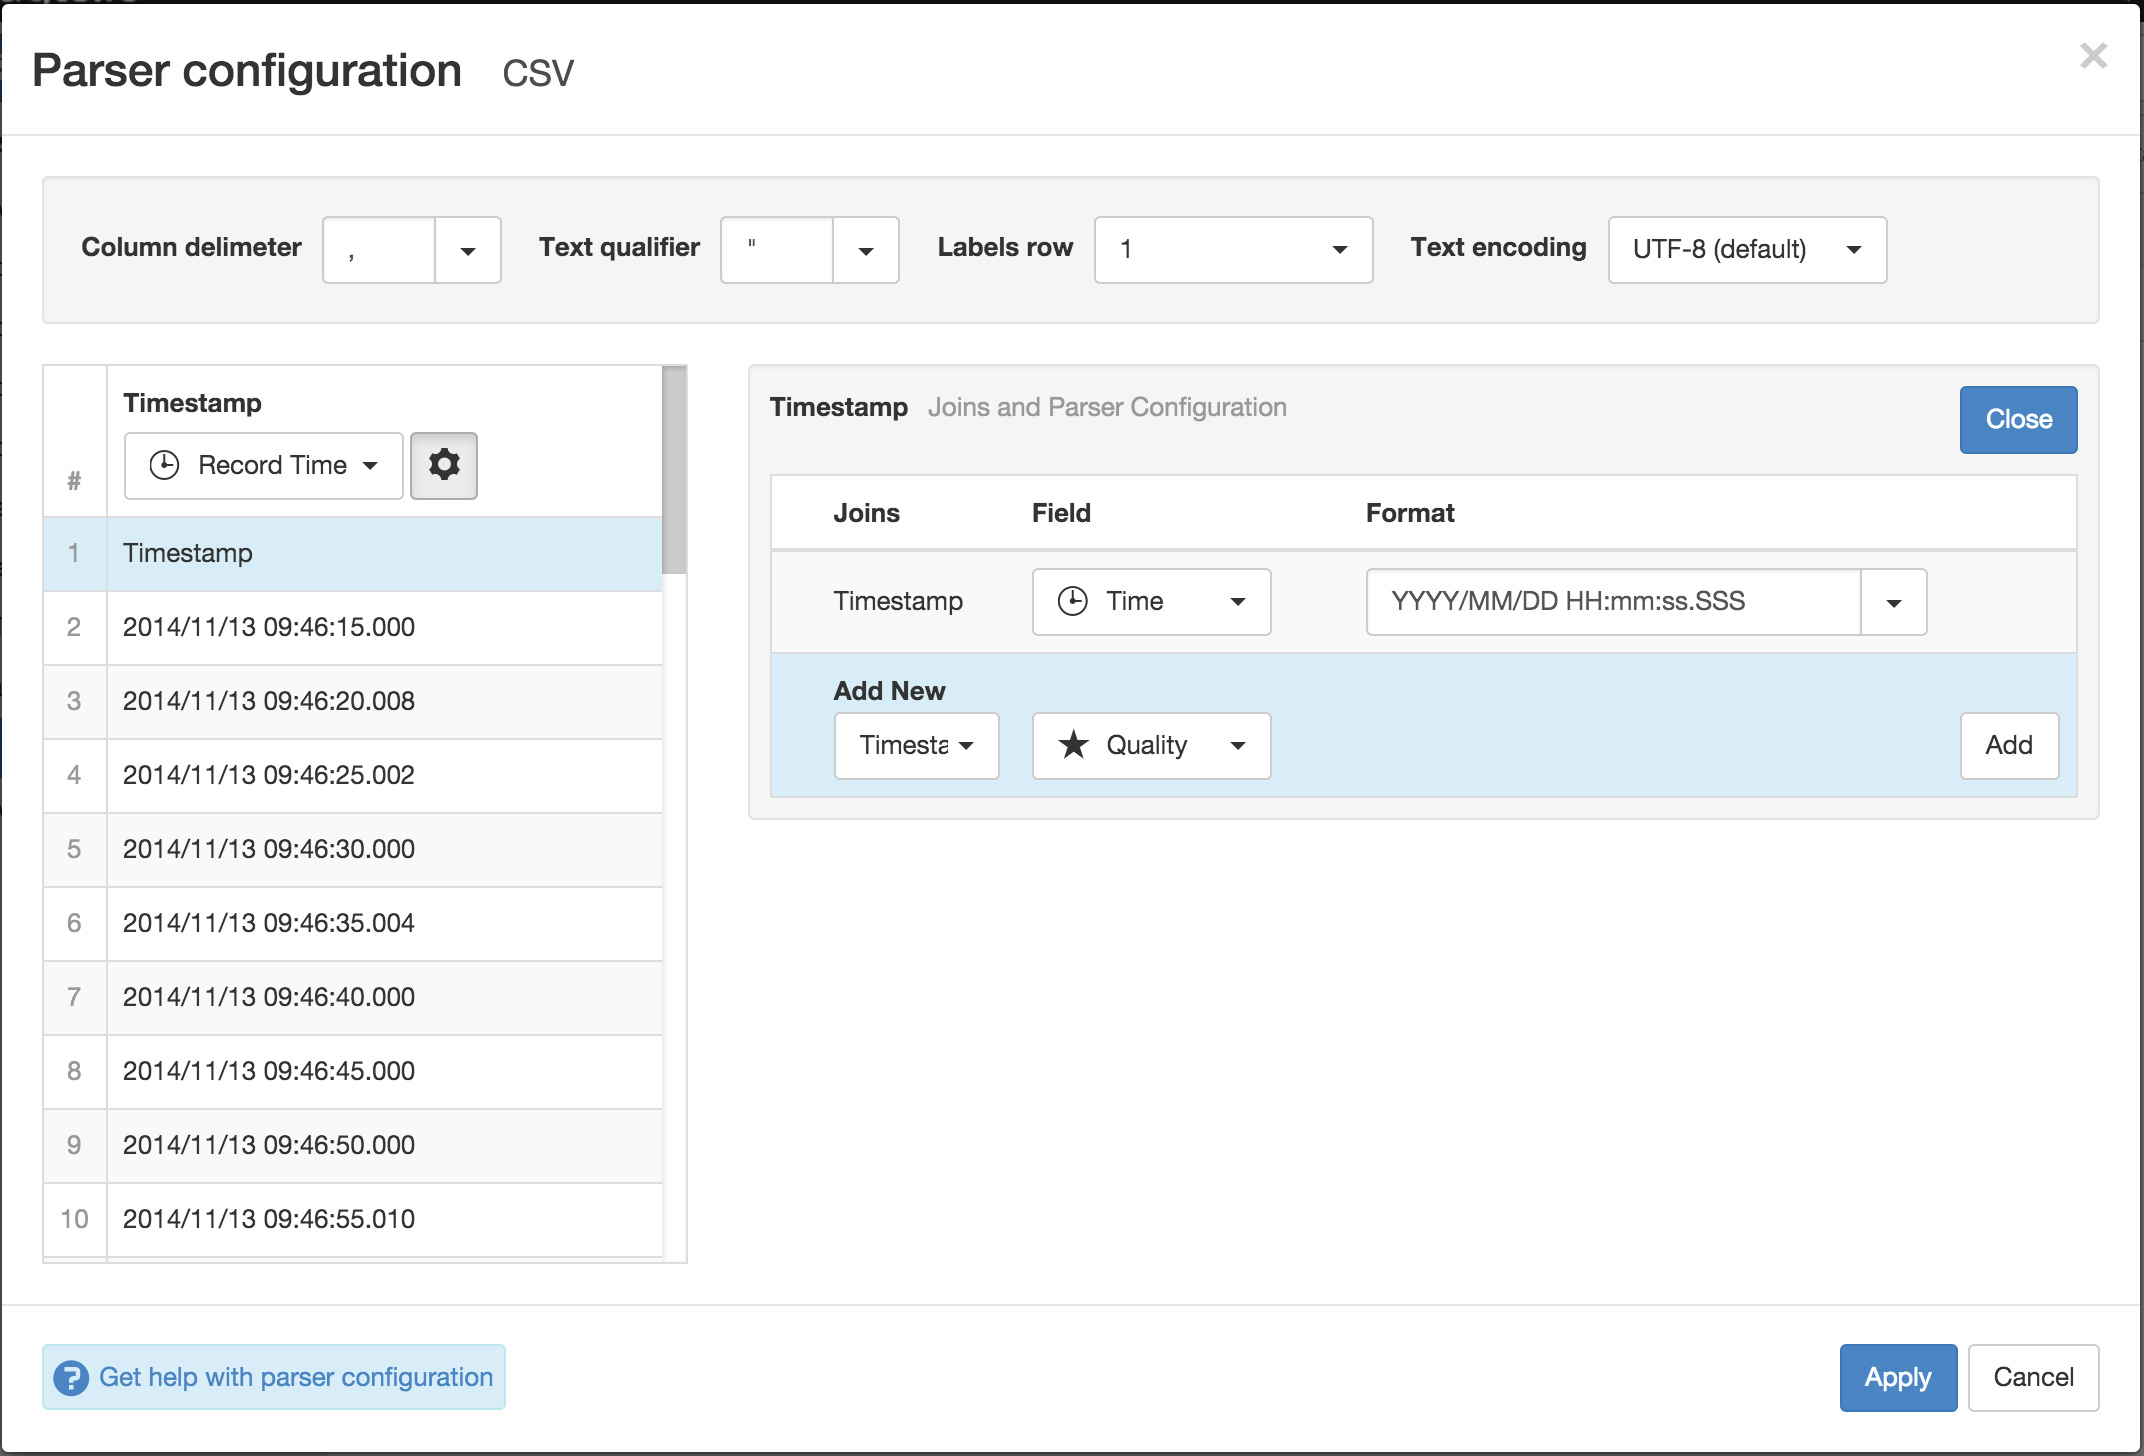 Parser configuration CSV
Column delimeter , Text qualifier " Labels row 1 Text encoding UTF-8 (default)
Timestamp
# Record Time
1 Timestamp
2 2014/11/13 09:46:15.000
3 2014/11/13 09:46:20.008
4 2014/11/13 09:46:25.002
5 2014/11/13 09:46:30.000
6 2014/11/13 09:46:35.004
7 2014/11/13 09:46:40.000
8 2014/11/13 09:46:45.000
9 2014/11/13 09:46:50.000
10 2014/11/13 09:46:55.010
Timestamp Joins and Parser Configuration Close
Joins Field Format
Timestamp Time YYYY/MM/DD HH:mm:ss.SSS
Add New
Timesta Quality Add
? Get help with parser configuration
Apply Cancel